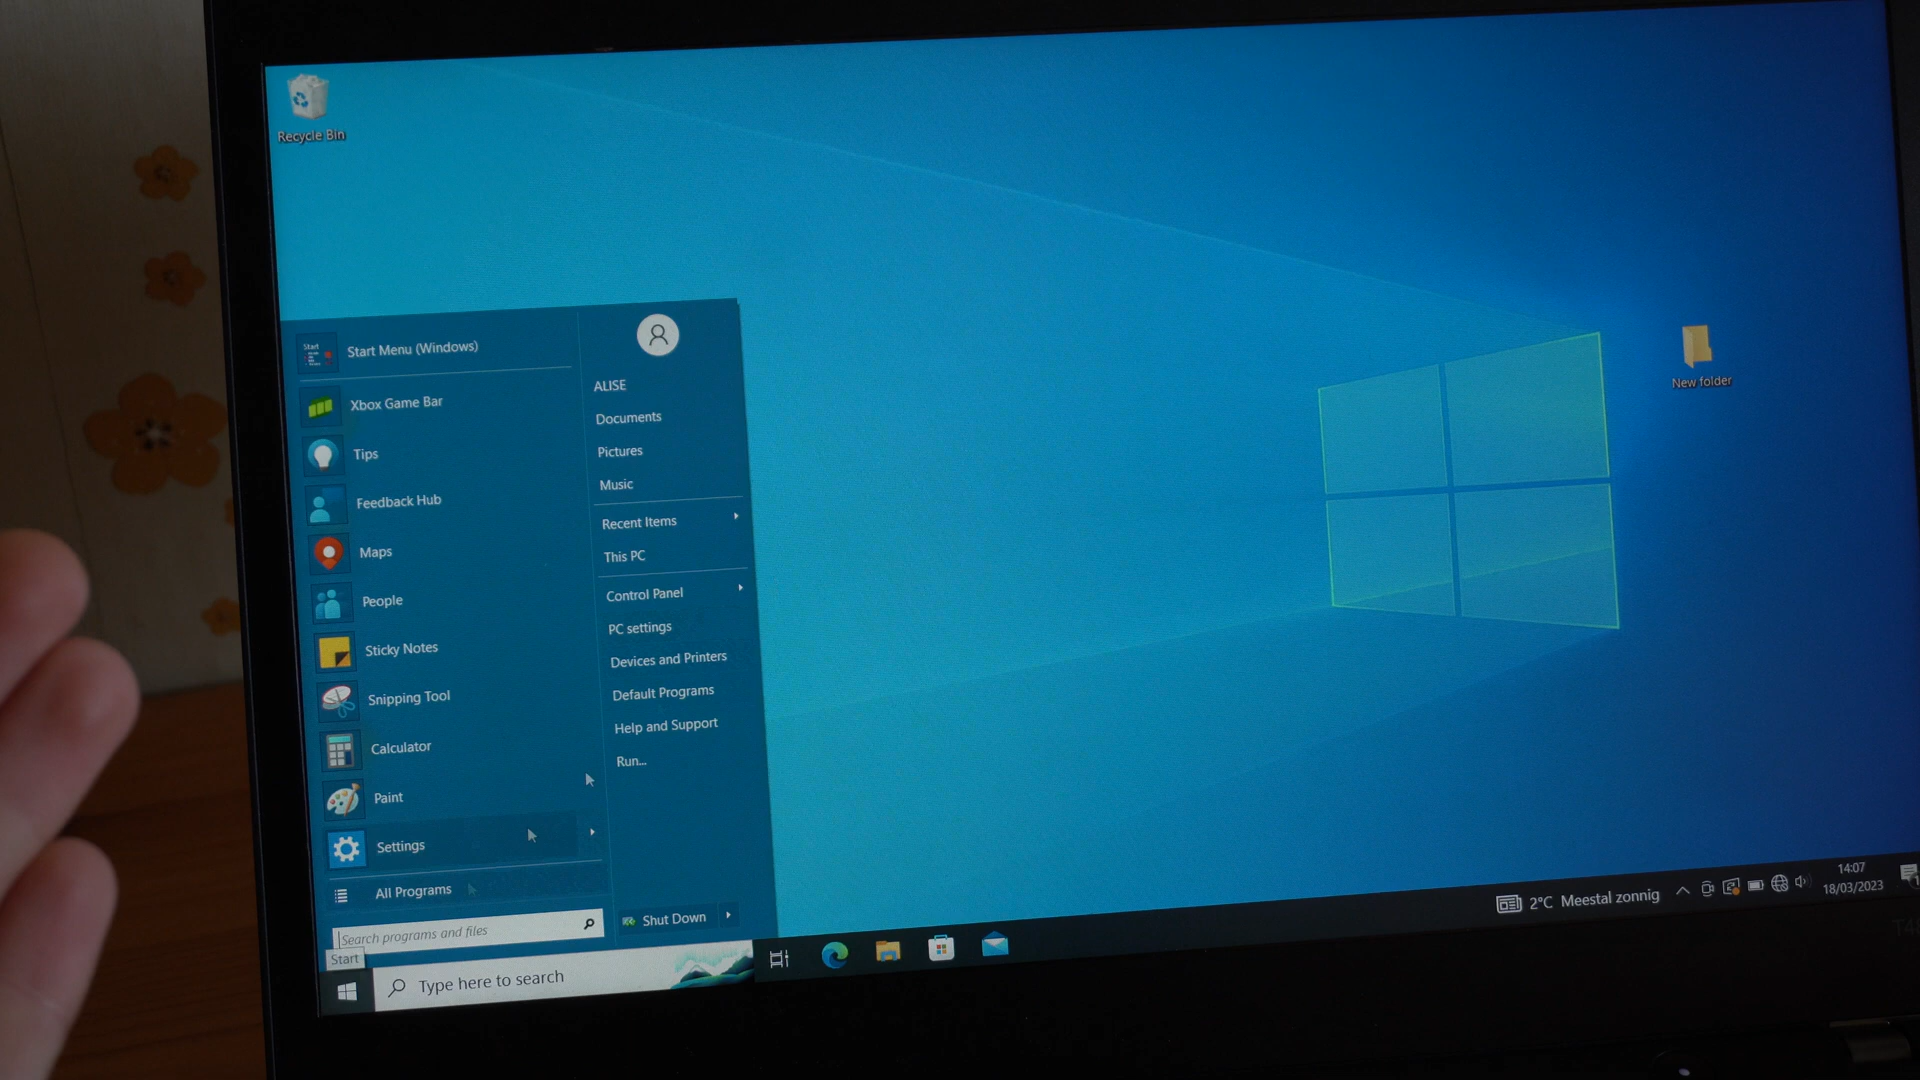 Recycle Bin
Start
Start Menu (Windows)
Xbox Game Bar
Tips
Feedback Hub
Maps
People
Sticky Notes
Snipping Tool
Calculator
Paint
Settings
All Programs
Search programs and files
ALISE
Documents
Pictures
Music
Recent Items
This PC
Control Panel
PC settings
Devices and Printers
Default Programs
Help and Support
Run...
Shut Down
New folder
Start
Type here to search
2°C Meestal zonnig
14:07
18/03/2023